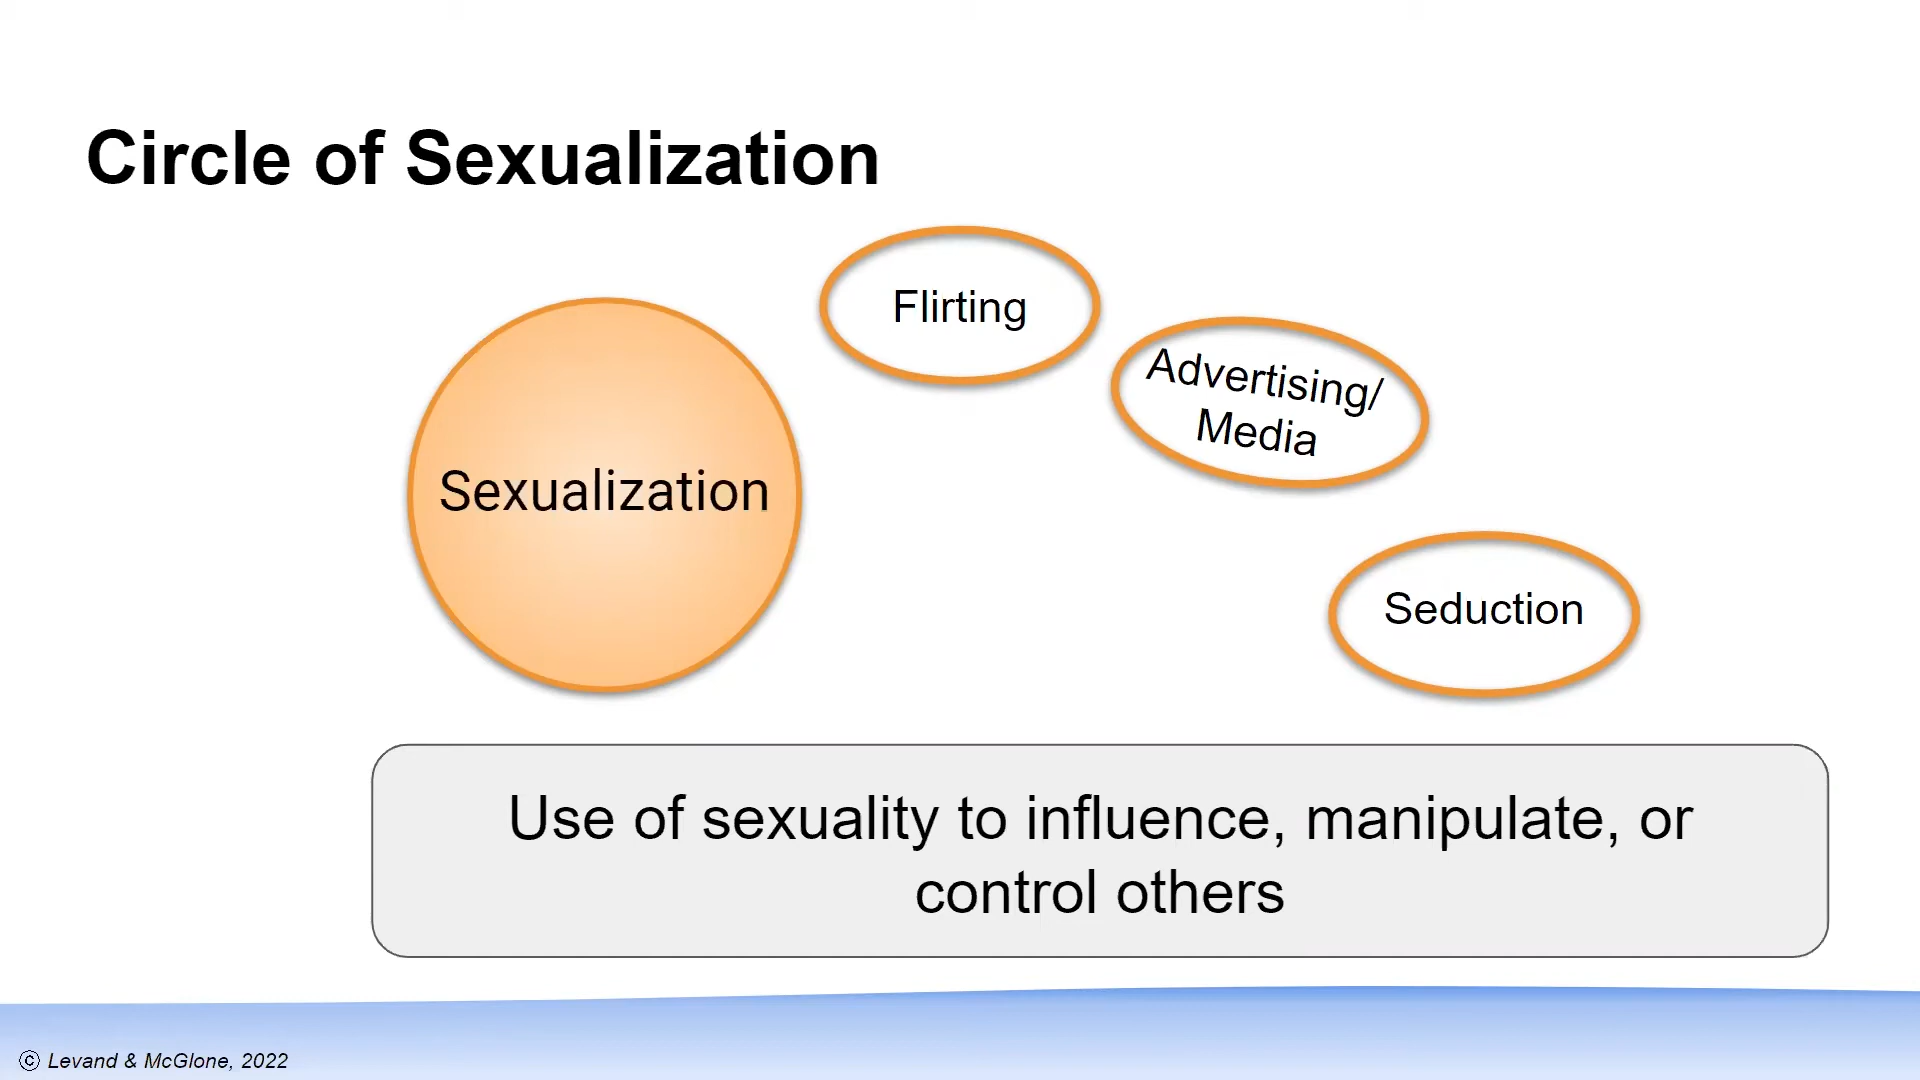 Circle of Sexualization
Flirting
Advertising/
Media
Sexualization
Seduction
Use of sexuality to influence, manipulate, or
control others
© Levand & McGlone, 2022